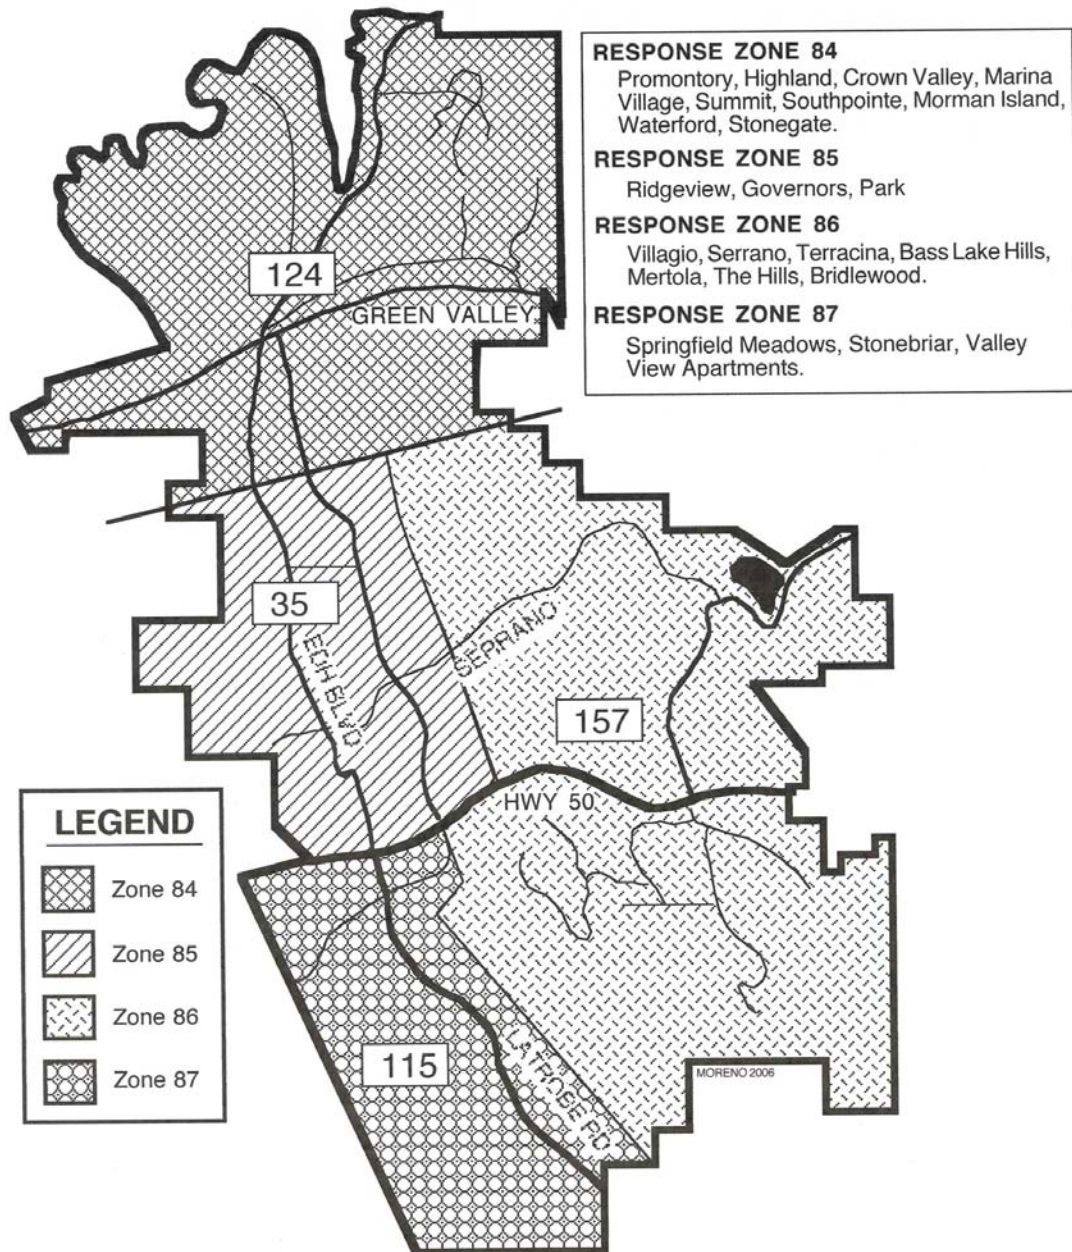 RESPONSE ZONE 84
Promontory, Highland, Crown Valley, Marina
Village, Summit, Southpointe, Morman Island,
Waterford, Stonegate.
RESPONSE ZONE 85
Ridgeview, Governors, Park
RESPONSE ZONE 86
Villagio, Serrano, Terracina, Bass Lake Hills,
Mertola, The Hills, Bridlewood.
RESPONSE ZONE 87
Springfield Meadows, Stonebriar, Valley
View Apartments.
124
GREEN VALLEY
35
EDH BLVD
SERRANO
157
HWY 50
LEGEND
Zone 84
Zone 85
Zone 86
Zone 87
115
LATROBE RD
MORENO 2006